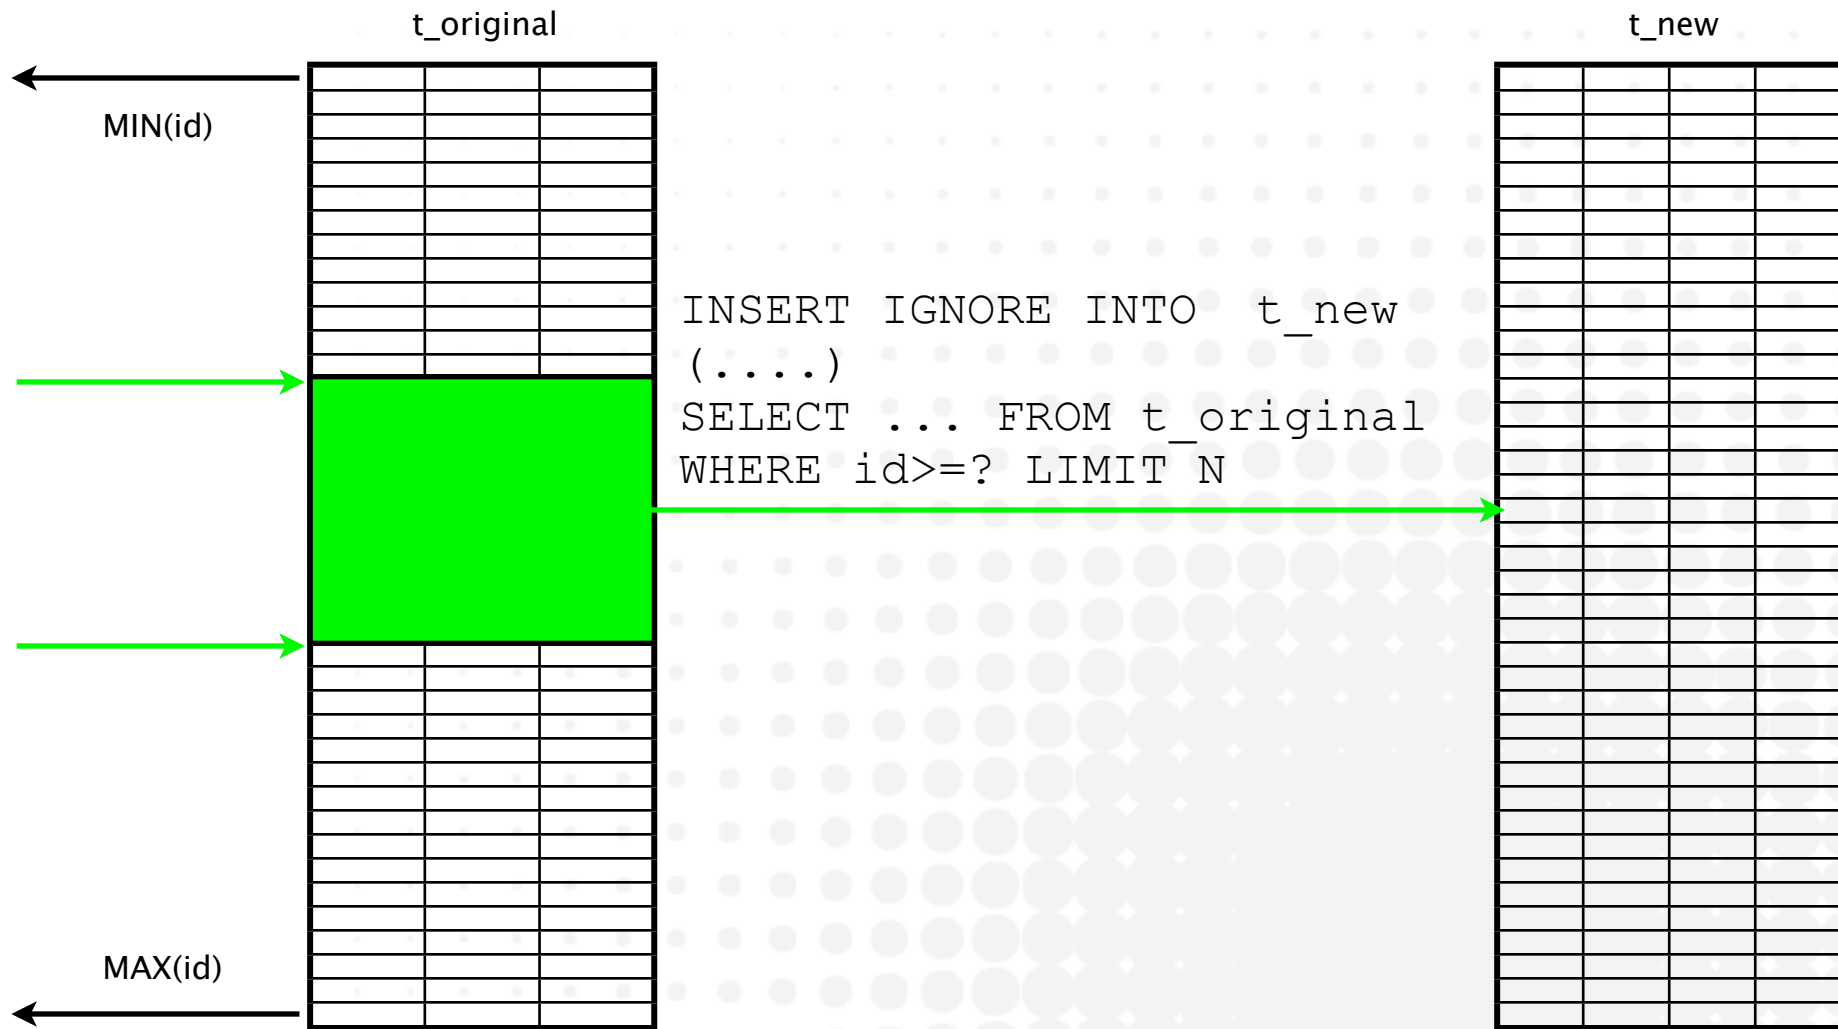 t_original
t_new
MIN(id)
INSERT IGNORE INTO  t_new
(....)
SELECT ... FROM t_original
WHERE id>=? LIMIT N
MAX(id)